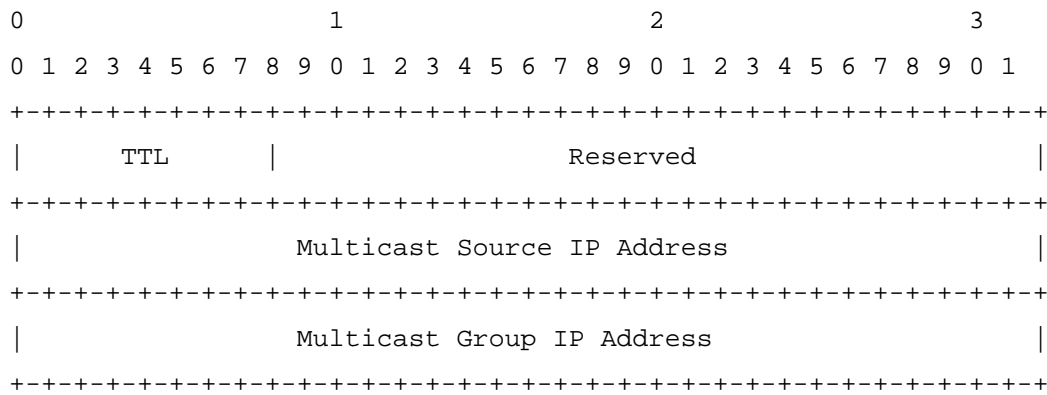 0                   1                   2                   3
0 1 2 3 4 5 6 7 8 9 0 1 2 3 4 5 6 7 8 9 0 1 2 3 4 5 6 7 8 9 0 1
+-+-+-+-+-+-+-+-+-+-+-+-+-+-+-+-+-+-+-+-+-+-+-+-+-+-+-+-+-+-+-+-+
|      TTL      |                  Reserved                     |
+-+-+-+-+-+-+-+-+-+-+-+-+-+-+-+-+-+-+-+-+-+-+-+-+-+-+-+-+-+-+-+-+
|                 Multicast Source IP Address                   |
+-+-+-+-+-+-+-+-+-+-+-+-+-+-+-+-+-+-+-+-+-+-+-+-+-+-+-+-+-+-+-+-+
|                 Multicast Group IP Address                    |
+-+-+-+-+-+-+-+-+-+-+-+-+-+-+-+-+-+-+-+-+-+-+-+-+-+-+-+-+-+-+-+-+